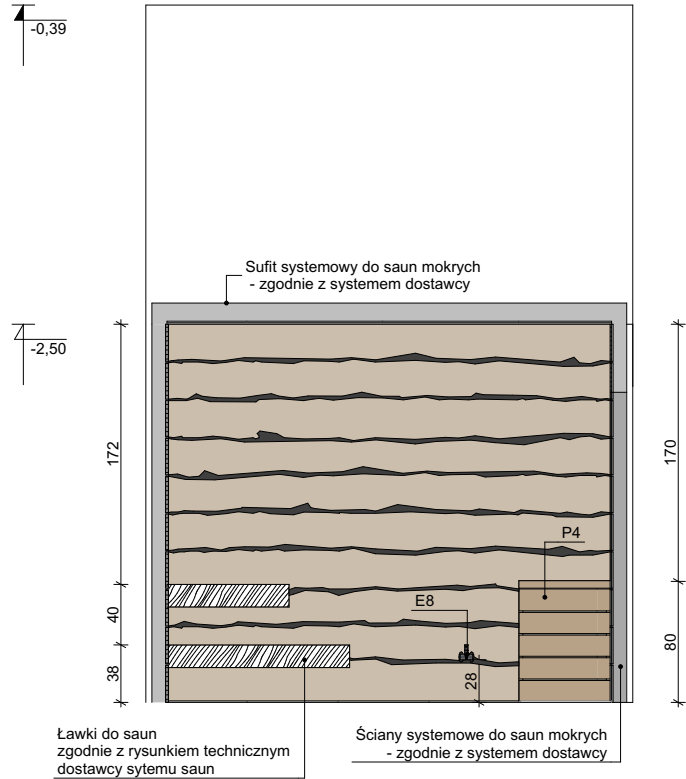 -0,39
Sufit systemowy do saun mokrych
- zgodnie z systemem dostawcy
-2,50
172
170
P4
40
E8
80
38
28
Ławki do saun
zgodnie z rysunkiem technicznym
dostawcy sytemu saun
Ściany systemowe do saun mokrych
- zgodnie z systemem dostawcy